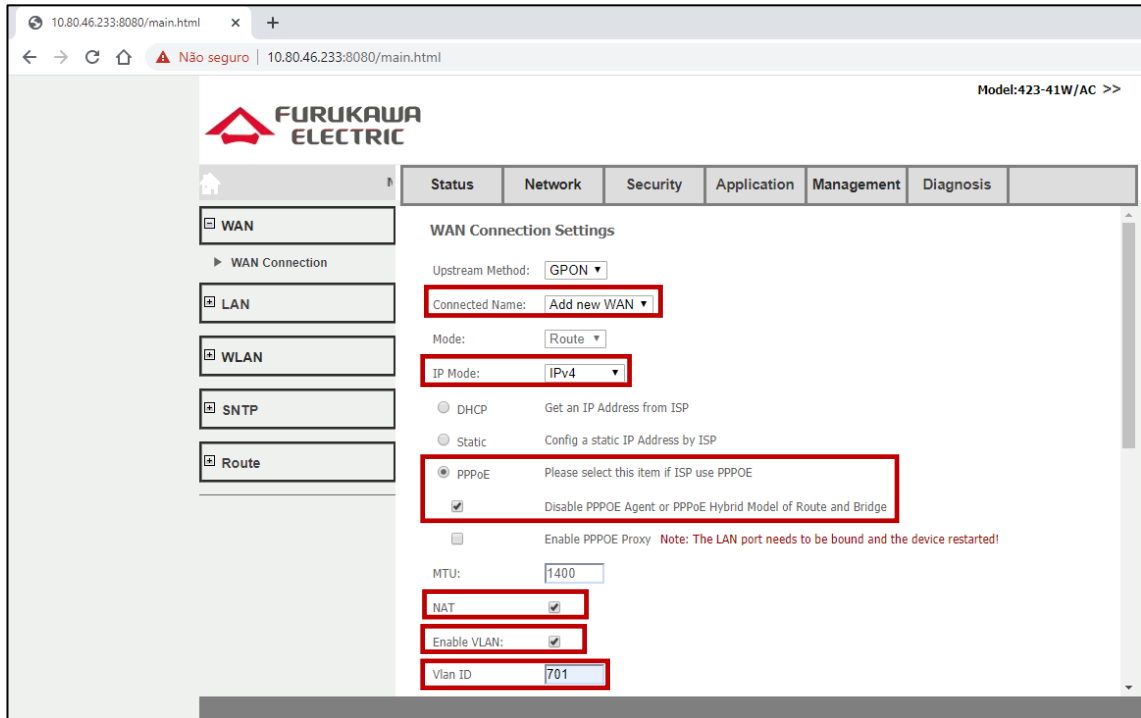 10.80.46.233:8080/main.html
Não seguro | 10.80.46.233:8080/main.html
Model:423-41W/AC >>
FURUKAWA
ELECTRIC
Status Network Security Application Management Diagnosis
WAN
WAN Connection
LAN
WLAN
SNTP
Route
WAN Connection Settings
Upstream Method: GPON
Connected Name: Add new WAN
Mode: Route
IP Mode: IPv4
DHCP Get an IP Address from ISP
Static Config a static IP Address by ISP
PPPoE Please select this item if ISP use PPPOE
Disable PPPOE Agent or PPPoE Hybrid Model of Route and Bridge
Enable PPPOE Proxy Note: The LAN port needs to be bound and the device restarted!
MTU: 1400
NAT
Enable VLAN:
Vlan ID 701